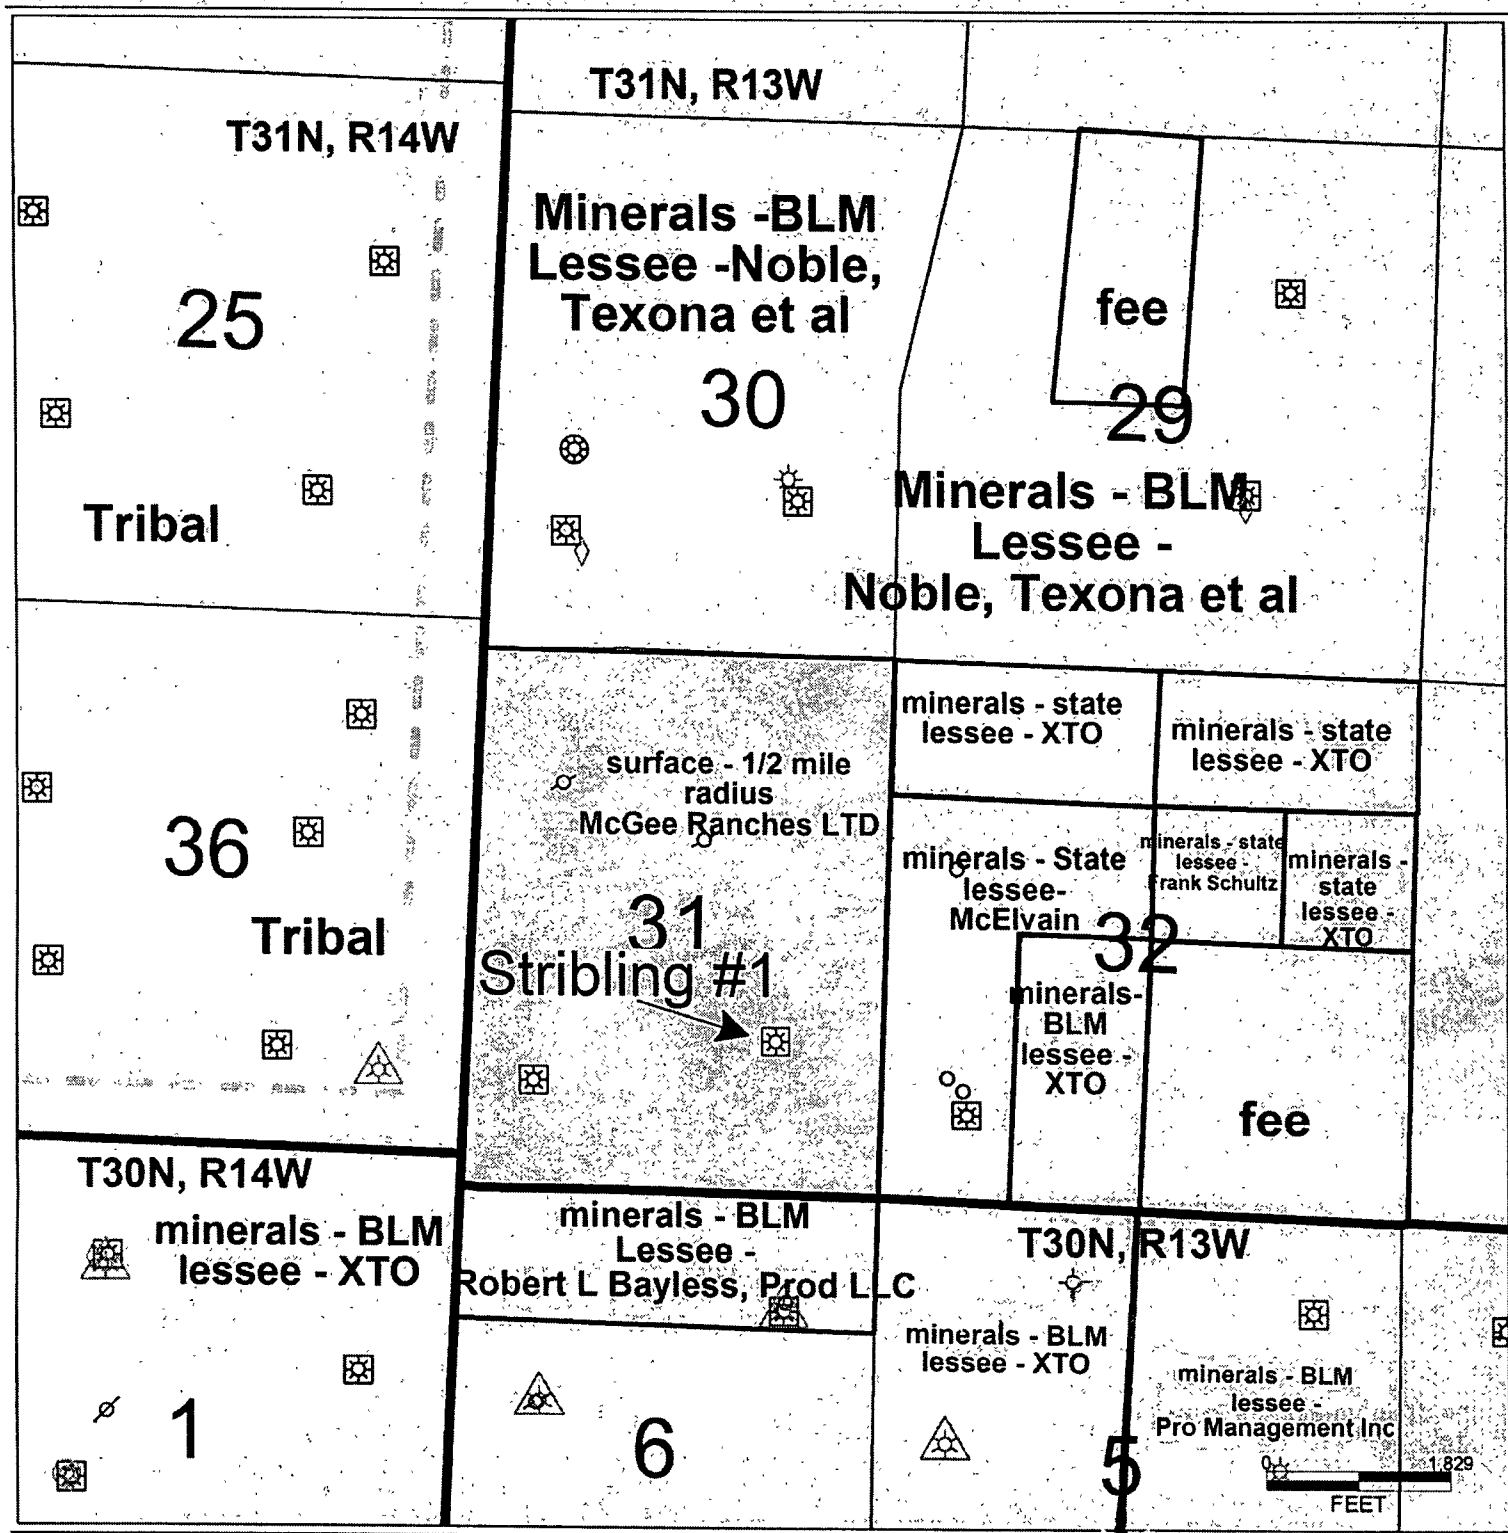 T31N, R13W
T31N, R14W
Minerals -BLM
Lessee -Noble,
Texona et al
25
30
fee
29
Tribal
Minerals - BLM
Lessee -
Noble, Texona et al
minerals - state
lessee - XTO
minerals - state
lessee - XTO
surface - 1/2 mile
radius
McGee Ranches LTD
36
Tribal
31
Stribling #1
minerals - State
lessee-
McElvain
minerals - state
lessee -
Frank Schultz
minerals -
state
lessee -
XTO
32
minerals-
BLM
lessee -
XTO
fee
T30N, R14W
minerals - BLM
lessee - XTO
1
minerals - BLM
Lessee -
Robert L Bayless, Prod LLC
6
T30N, R13W
minerals - BLM
lessee - XTO
minerals - BLM
lessee -
Pro Management Inc
5
0 1,829
FEET